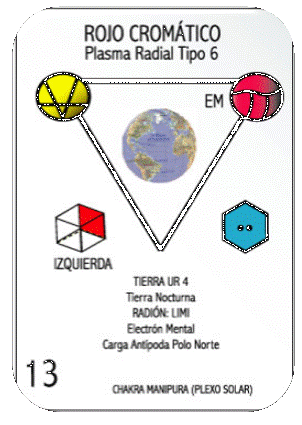 ROJO CROMÁTICO
Plasma Radial Tipo 6
EM
IZQUIERDA
TIERRA UR 4
Tierra Nocturna
RADIÓN: LIMI
Electrón Mental
Carga Antípoda Polo Norte
13
CHAKRA MANIPURA (PLEXO SOLAR)